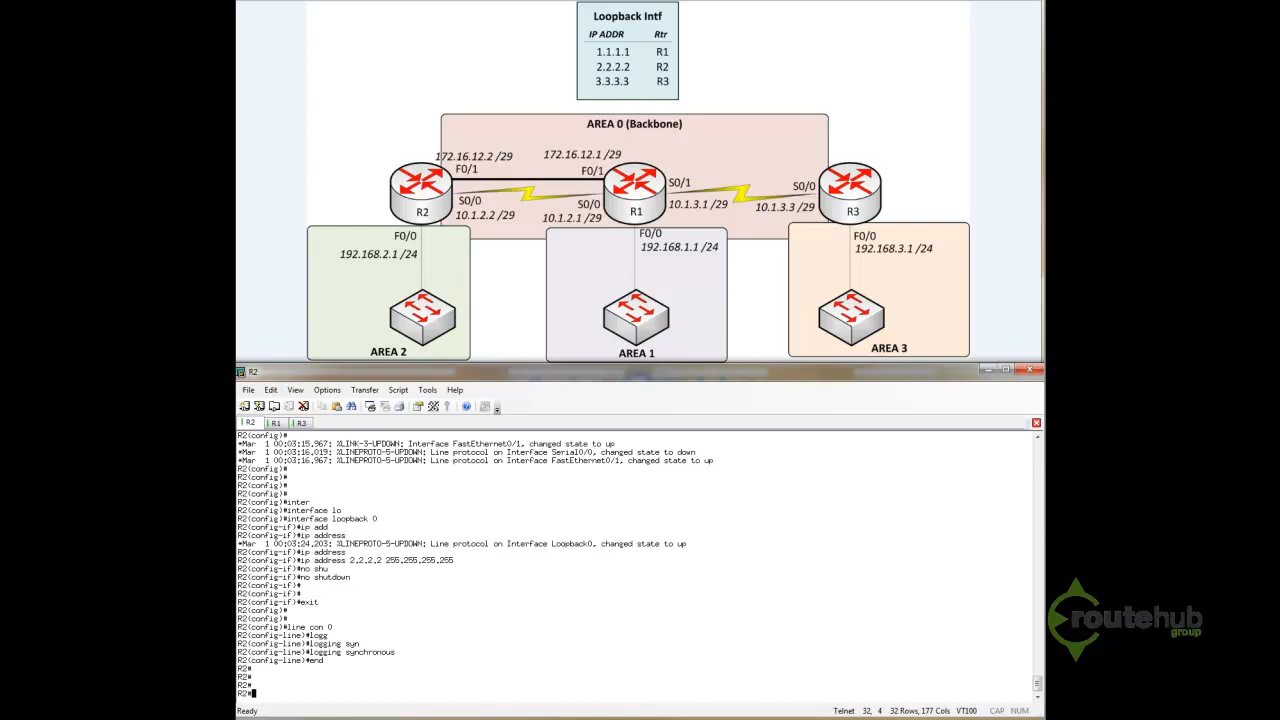 Loopback Intf
IP ADDR Rtr
1.1.1.1 R1
2.2.2.2 R2
3.3.3.3 R3
AREA 0 (Backbone)
172.16.12.2 /29 172.16.12.1 /29
F0/1 F0/1
S0/1 S0/0
S0/0 S0/0
R2 R1 R3
10.1.2.2 /29 10.1.2.1 /29 10.1.3.1 /29 10.1.3.3 /29
F0/0 F0/0 F0/0
192.168.2.1 /24 192.168.1.1 /24 192.168.3.1 /24
AREA 2 AREA 1 AREA 3
R2
File Edit View Options Transfer Script Tools Help
R2 R1 R3
R2(config)#
*Mar 1 00:03:15.967: %LINK-3-UPDOWN: Interface FastEthernet0/1, changed state to up
*Mar 1 00:03:16.019: %LINEPROTO-5-UPDOWN: Line protocol on Interface Serial0/0, changed state to down
*Mar 1 00:03:16.967: %LINEPROTO-5-UPDOWN: Line protocol on Interface FastEthernet0/1, changed state to up
R2(config)#
R2(config)#
R2(config)#
R2(config)#
R2(config)#inter
R2(config)#interface lo
R2(config)#interface loopback 0
R2(config-if)#ip add
R2(config-if)#ip address
*Mar 1 00:03:24.203: %LINEPROTO-5-UPDOWN: Line protocol on Interface Loopback0, changed state to up
R2(config-if)#ip address
R2(config-if)#ip address 2.2.2.2 255.255.255.255
R2(config-if)#no shu
R2(config-if)#no shutdown
R2(config-if)#
R2(config-if)#
R2(config-if)#exit
R2(config)#
R2(config)#
R2(config)#line con 0
R2(config-line)#logg
R2(config-line)#logging syn
R2(config-line)#logging synchronous
R2(config-line)#end
R2#
R2#
R2#
R2#
Ready Telnet 32, 4 32 Rows, 177 Cols VT100 CAP NUM
routehub
group